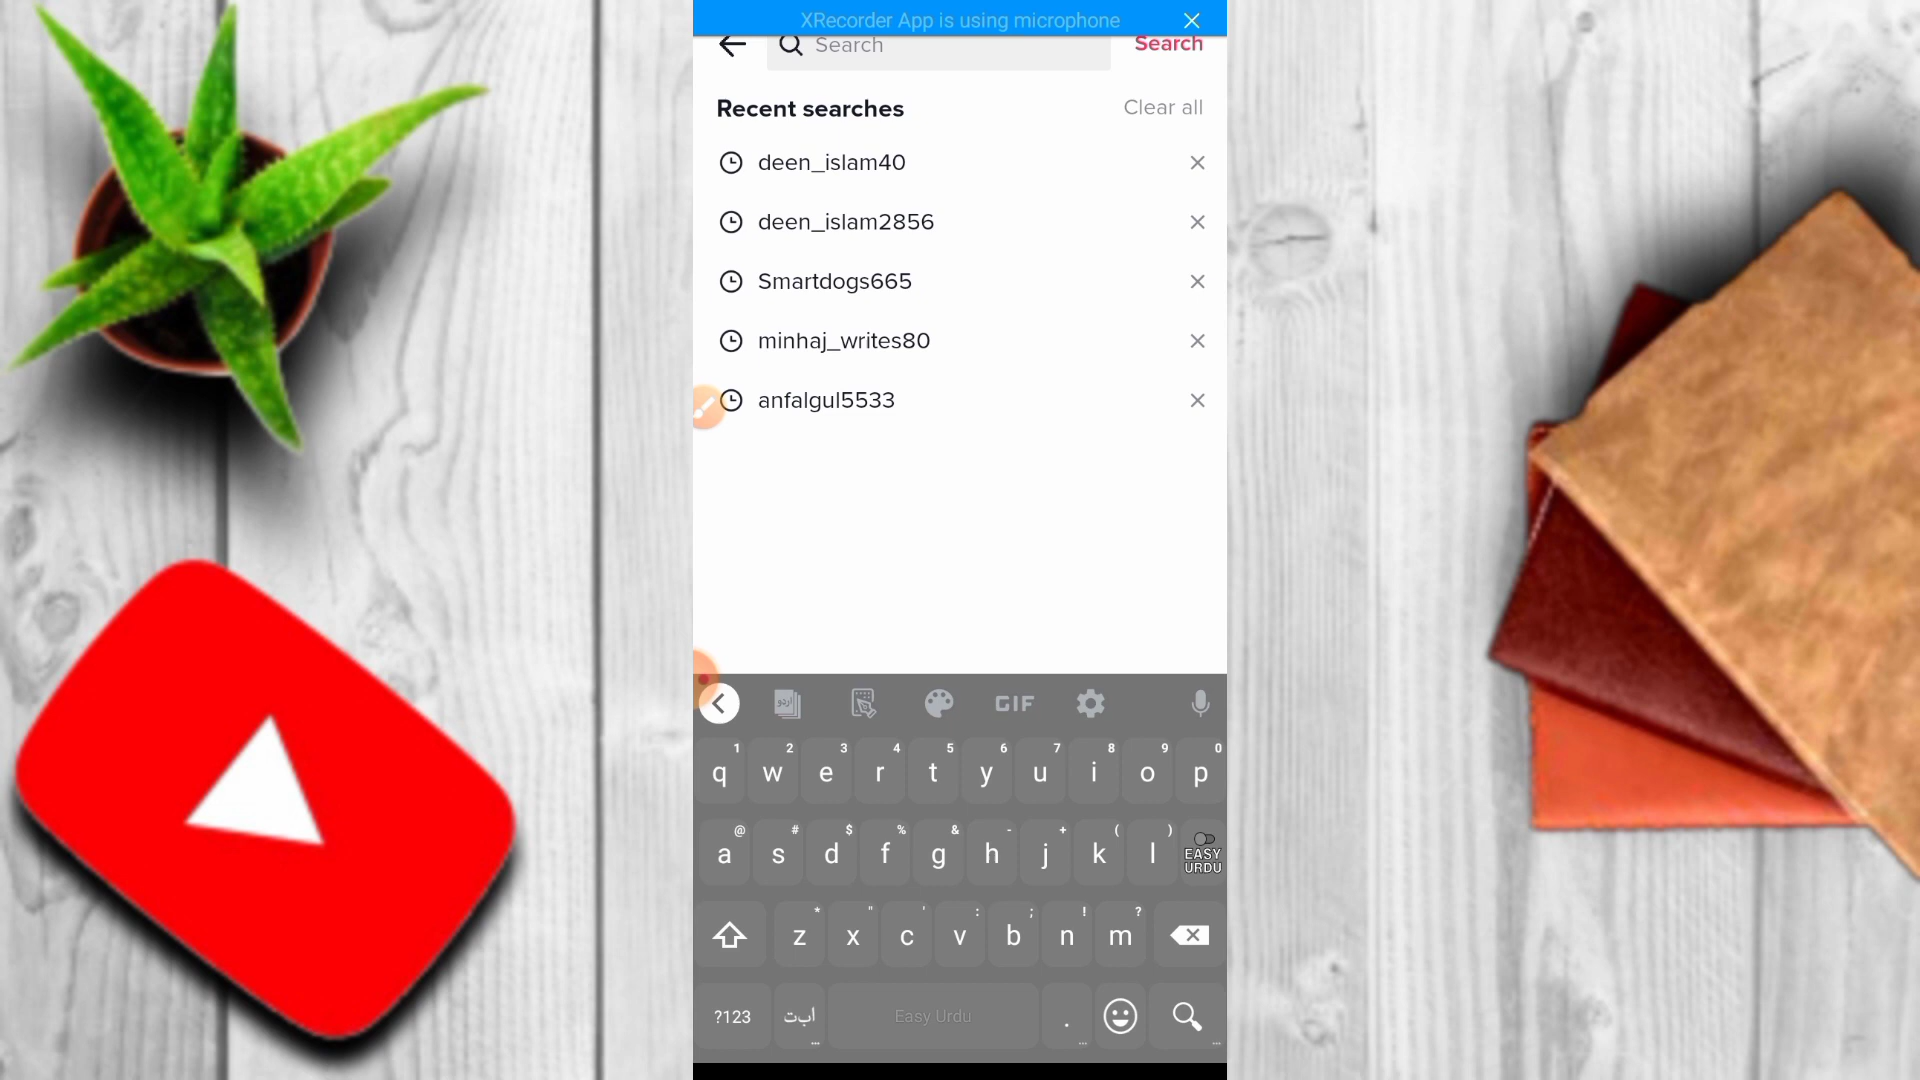 XRecorder App is using microphone
Search Search
Recent searches Clear all
deen_islam40
deen_islam2856
Smartdogs665
minhaj_writes80
anfalgul5533
اردو GIF
1 2 3 4 5 6 7 8 9 0
q w e r t y u i o p
@ # $ % & - + ( )
a s d f g h j k l EASY URDU
* " ' : ; ! ?
z x c v b n m
?123 ابت Easy Urdu .